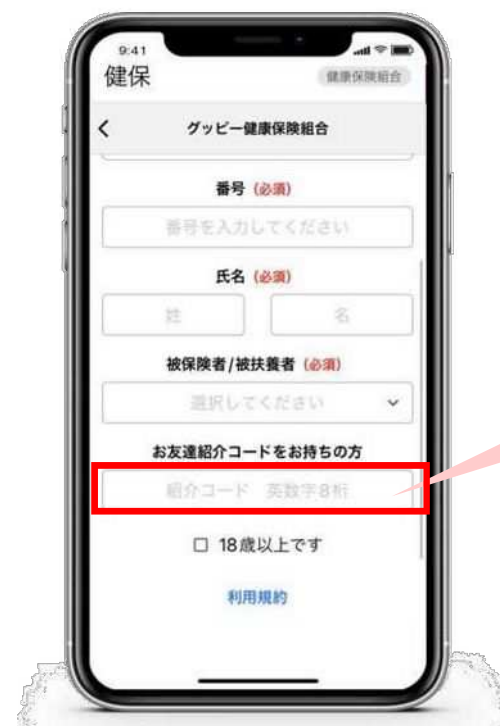 9:41
健保
健康保険組合
グッピー健康保険組合
番号 (必須)
番号を入力してください
氏名 (必須)
姓 名
被保険者/被扶養者 (必須)
選択してください
お友達紹介コードをお持ちの方
紹介コード 英数字8桁
18歳以上です
利用規約